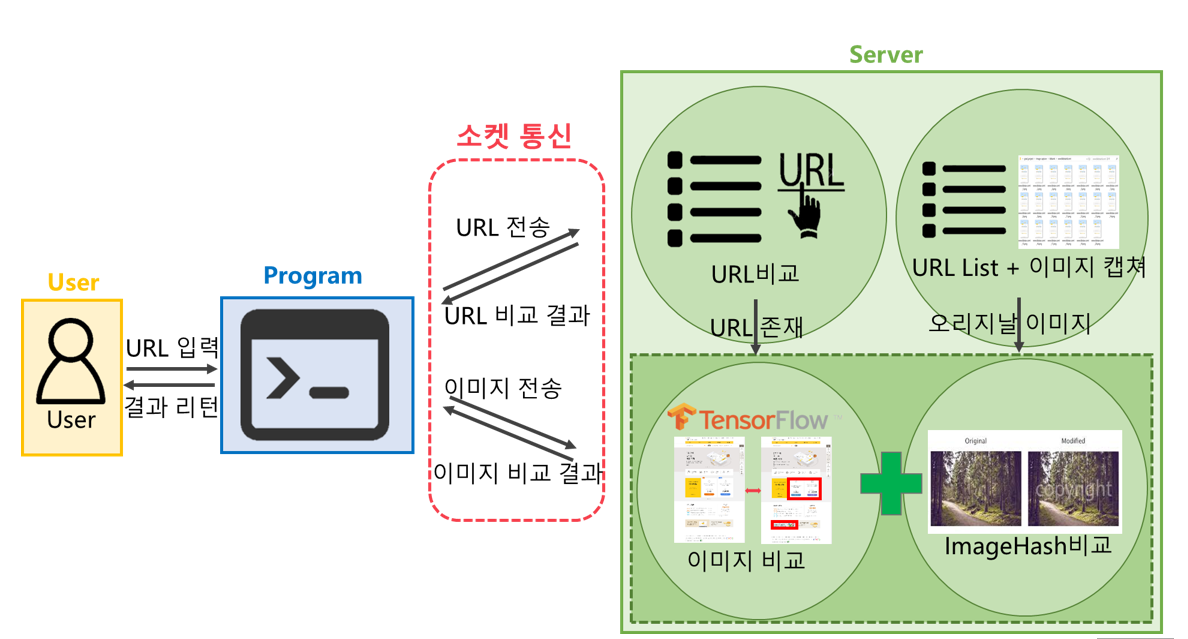 Server
소켓 통신
URL
URL 전송
URL비교
URL List + 이미지 캡쳐
User
Program
URL 비교 결과
URL 존재
오리지날 이미지
URL 입력
결과 리턴
User
이미지 전송
이미지 비교 결과
TensorFlow
이미지 비교
Original
Modified
copyright
ImageHash비교